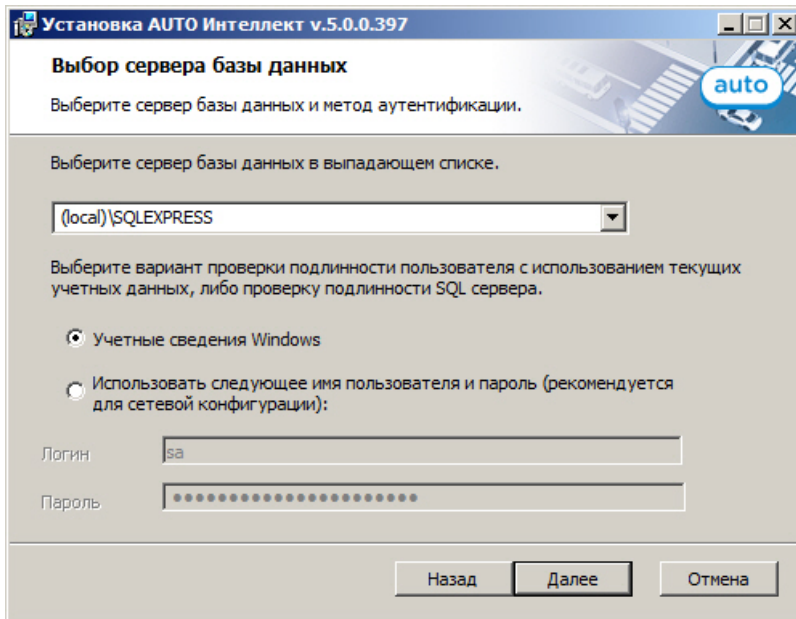 Установка AUTO Интеллект v.5.0.0.397
Выбор сервера базы данных
Выберите сервер базы данных и метод аутентификации.
auto
Выберите сервер базы данных в выпадающем списке.
(local)\SQLEXPRESS
Выберите вариант проверки подлинности пользователя с использованием текущих
учетных данных, либо проверку подлинности SQL сервера.
Учетные сведения Windows
Использовать следующее имя пользователя и пароль (рекомендуется
для сетевой конфигурации):
Логин
sa
Пароль
●●●●●●●●●●●●●●●●●●●●●●
Назад
Далее
Отмена